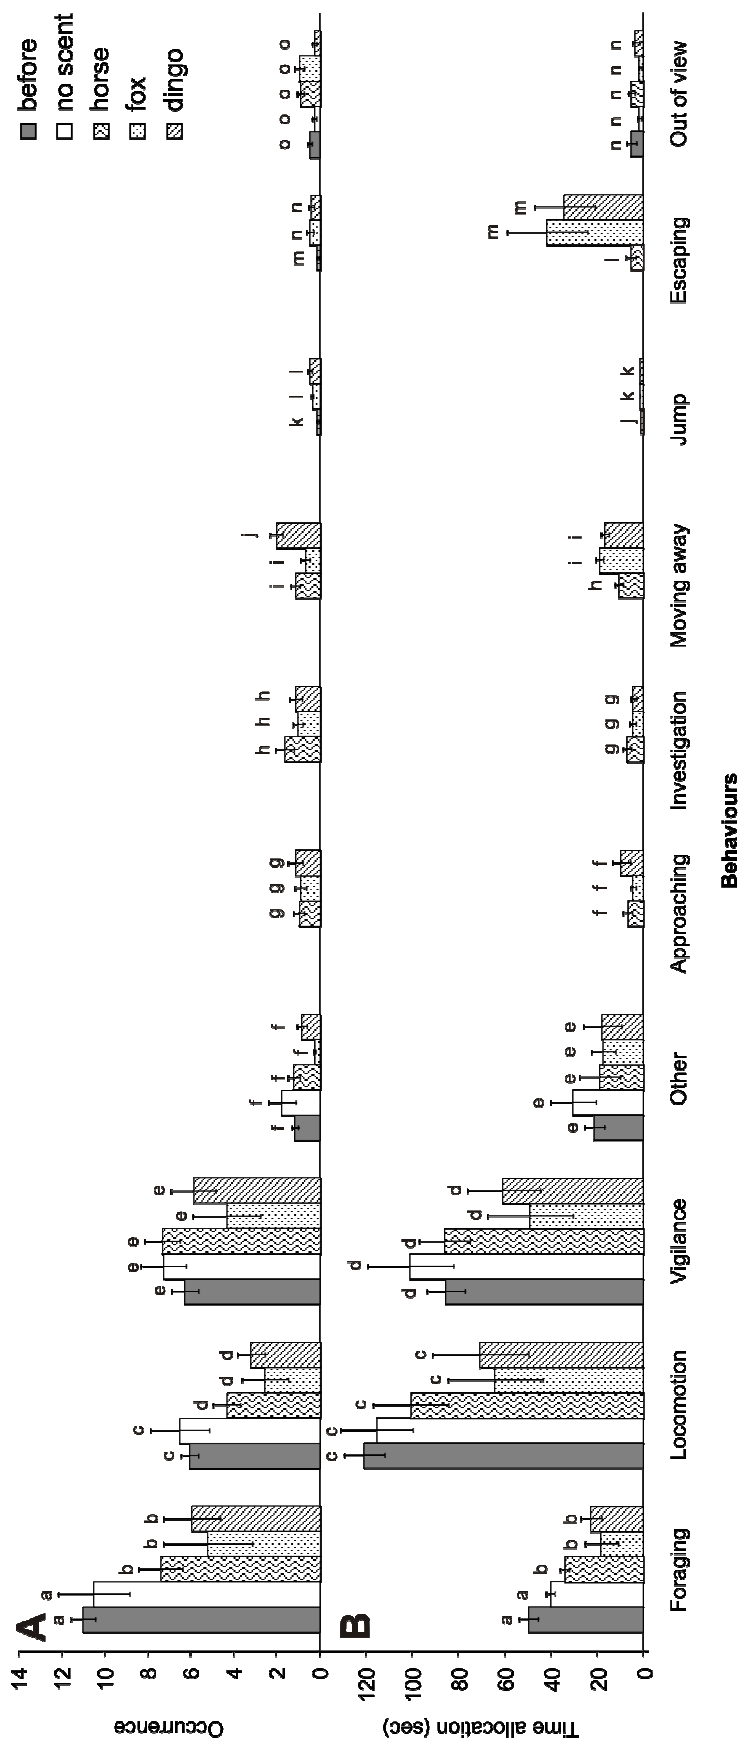 A
before
no scent
horse
fox
dingo
14
12
10
8
6
4
2
0
Occurrence
a a b b b
c c d d d
e e e e e
f f f f f
g g g
h h h
i i j
k l l
m n n
o o o o o
B
120
100
80
60
40
20
0
Time allocation (sec)
a a b b b
c c c c c
d d d d d
e e e e e
f f f
g g g
h i i
j k k
l m m
n n n n n
Foraging Locomotion Vigilance Other Approaching Investigation Moving away Jump Escaping Out of view
Behaviours